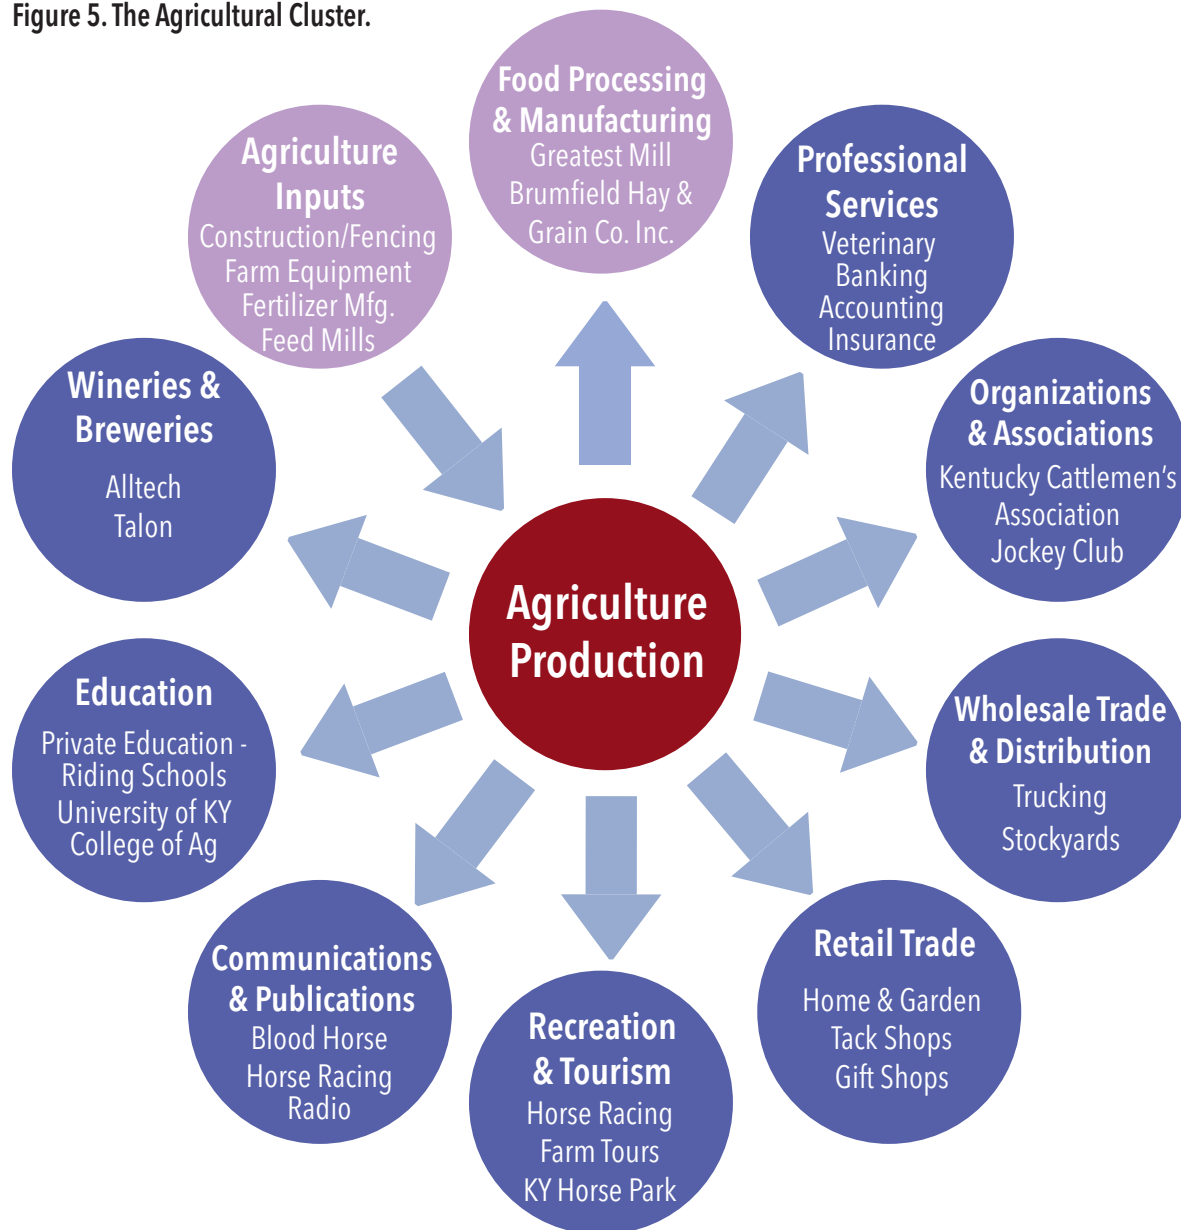 Figure 5. The Agricultural Cluster.
Food Processing
& Manufacturing
Greatest Mill
Brumfield Hay &
Grain Co. Inc.
Professional
Services
Veterinary
Banking
Accounting
Insurance
Organizations
& Associations
Kentucky Cattlemen's
Association
Jockey Club
Wholesale Trade
& Distribution
Trucking
Stockyards
Retail Trade
Home & Garden
Tack Shops
Gift Shops
Recreation
& Tourism
Horse Racing
Farm Tours
KY Horse Park
Communications
& Publications
Blood Horse
Horse Racing
Radio
Education
Private Education -
Riding Schools
University of KY
College of Ag
Wineries &
Breweries
Alltech
Talon
Agriculture
Inputs
Construction/Fencing
Farm Equipment
Fertilizer Mfg.
Feed Mills
Agriculture
Production